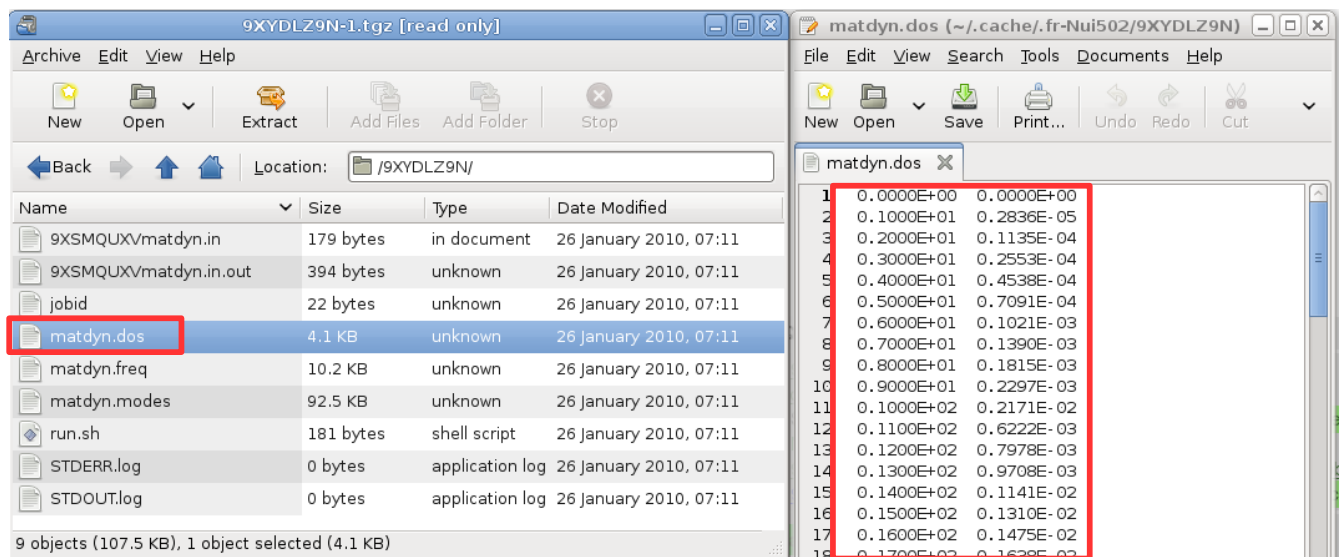 9XYDLZ9N-1.tgz [read only]
Archive Edit View Help
New Open Extract Add Files Add Folder Stop
Back Location: /9XYDLZ9N/
Name Size Type Date Modified
9XSMQUXVmatdyn.in 179 bytes in document 26 January 2010, 07:11
9XSMQUXVmatdyn.in.out 394 bytes unknown 26 January 2010, 07:11
jobid 22 bytes unknown 26 January 2010, 07:11
matdyn.dos 4.1 KB unknown 26 January 2010, 07:11
matdyn.freq 10.2 KB unknown 26 January 2010, 07:11
matdyn.modes 92.5 KB unknown 26 January 2010, 07:11
run.sh 181 bytes shell script 26 January 2010, 07:11
STDERR.log 0 bytes application log 26 January 2010, 07:11
STDOUT.log 0 bytes application log 26 January 2010, 07:11
9 objects (107.5 KB), 1 object selected (4.1 KB)
matdyn.dos (~/.cache/.fr-Nui502/9XYDLZ9N)
File Edit View Search Tools Documents Help
New Open Save Print... Undo Redo Cut
matdyn.dos
1 0.0000E+00 0.0000E+00
2 0.1000E+01 0.2836E-05
3 0.2000E+01 0.1135E-04
4 0.3000E+01 0.2553E-04
5 0.4000E+01 0.4538E-04
6 0.5000E+01 0.7091E-04
7 0.6000E+01 0.1021E-03
8 0.7000E+01 0.1390E-03
9 0.8000E+01 0.1815E-03
10 0.9000E+01 0.2297E-03
11 0.1000E+02 0.2171E-02
12 0.1100E+02 0.6222E-03
13 0.1200E+02 0.7978E-03
14 0.1300E+02 0.9708E-03
15 0.1400E+02 0.1141E-02
16 0.1500E+02 0.1310E-02
17 0.1600E+02 0.1475E-02
18 0.1700E+02 0.1638E-02